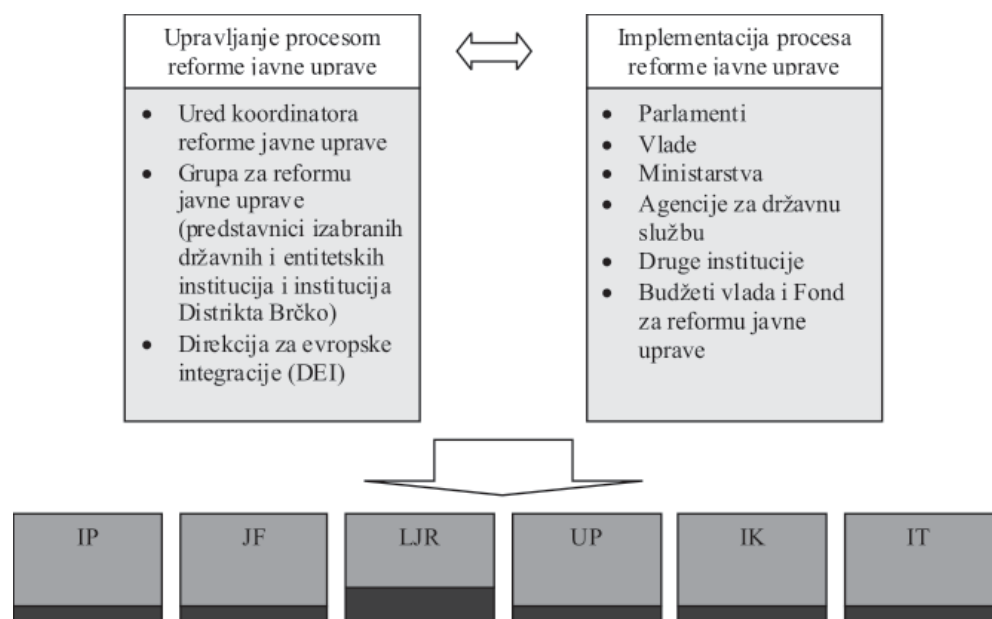 Upravljanje procesom
reforme javne uprave
• Ured koordinatora
reforme javne uprave
• Grupa za reformu
javne uprave
(predstavnici izabranih
državnih i entitetskih
institucija i institucija
Distrikta Brčko)
• Direkcija za evropske
integracije (DEI)
Implementacija procesa
reforme javne uprave
• Parlamenti
• Vlade
• Ministarstva
• Agencije za državnu
službu
• Druge institucije
• Budžeti vlada i Fond
za reformu javne
uprave
IP
JF
LJR
UP
IK
IT